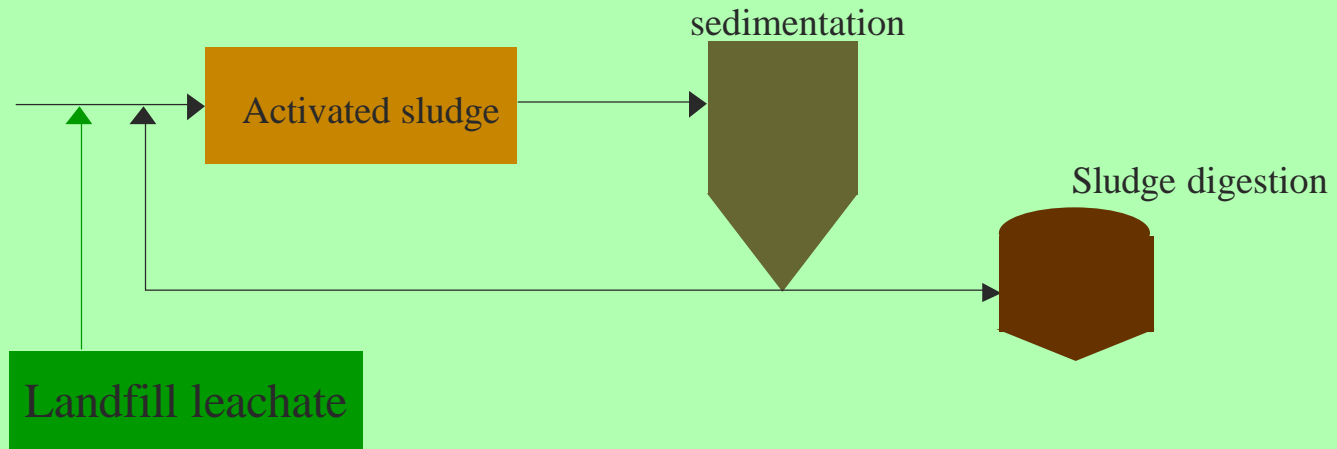 sedimentation
Activated sludge
Sludge digestion
Landfill leachate